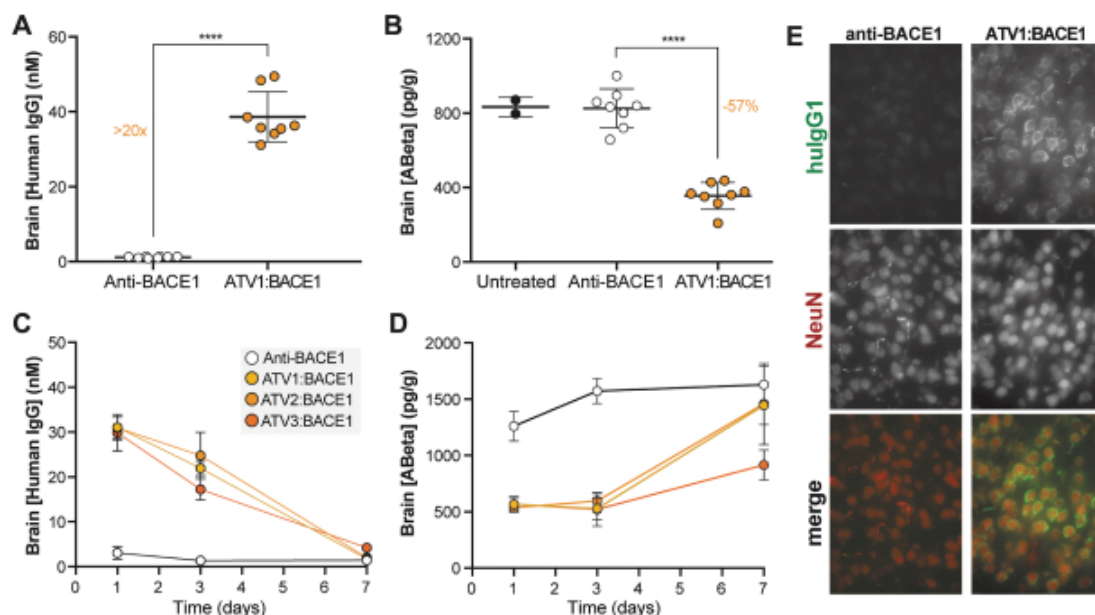 A
Brain [Human IgG] (nM)
60
40
20
0
>20x
****
Anti-BACE1
ATV1:BACE1
B
Brain [ABeta] (pg/g)
1200
800
400
0
****
-57%
Untreated
Anti-BACE1
ATV1:BACE1
C
Brain [Human IgG] (nM)
50
40
30
20
10
0
Anti-BACE1
ATV1:BACE1
ATV2:BACE1
ATV3:BACE1
0 1 2 3 4 5 6 7
Time (days)
D
Brain [ABeta] (pg/g)
2000
1500
1000
500
0
0 1 2 3 4 5 6 7
Time (days)
E
anti-BACE1
ATV1:BACE1
huIgG1
NeuN
merge